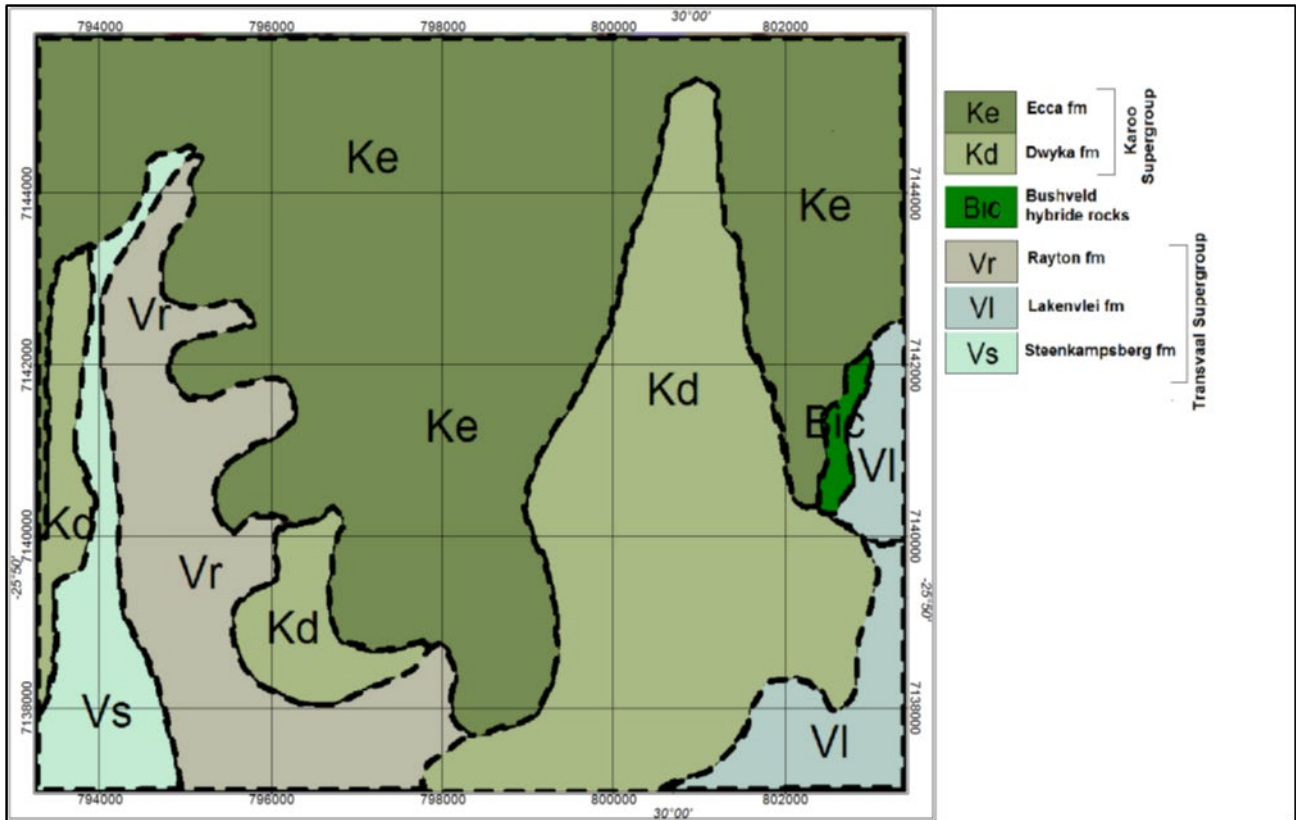 30°00'
794000 796000 798000 800000 802000
7144000 7144000
7142000 7142000
7140000 7140000
-25°50' -25°50'
7138000 7138000
794000 796000 798000 800000 802000
30°00'
Ke
Ke
Vr
Kd
Ke
Bic
Vl
Kd
Vr
Kd
Vs
Vl
Ke Ecca fm
Kd Dwyka fm
Karoo
Supergroup
Bic Bushveld
hybride rocks
Vr Rayton fm
Vl Lakenvlei fm
Vs Steenkampsberg fm
Transvaal Supergroup